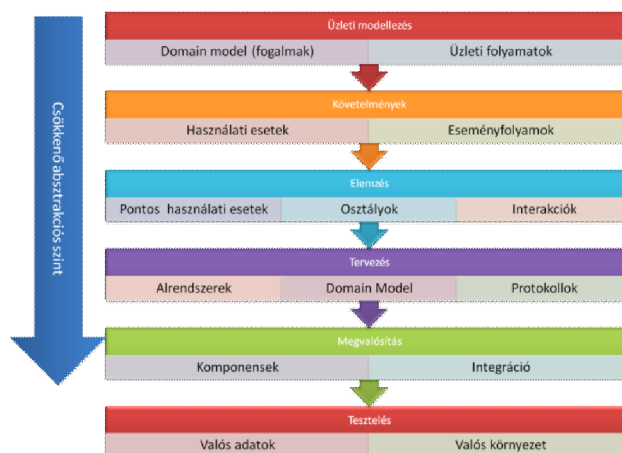 Csökkenő absztrakciós szint
Üzleti modellezés
Domain model (fogalmak)
Üzleti folyamatok
Követelmények
Használati esetek
Eseményfolyamok
Elemzés
Pontos használati esetek
Osztályok
Interakciók
Tervezés
Alrendszerek
Domain Model
Protokollok
Megvalósítás
Komponensek
Integráció
Tesztelés
Valós adatok
Valós környezet